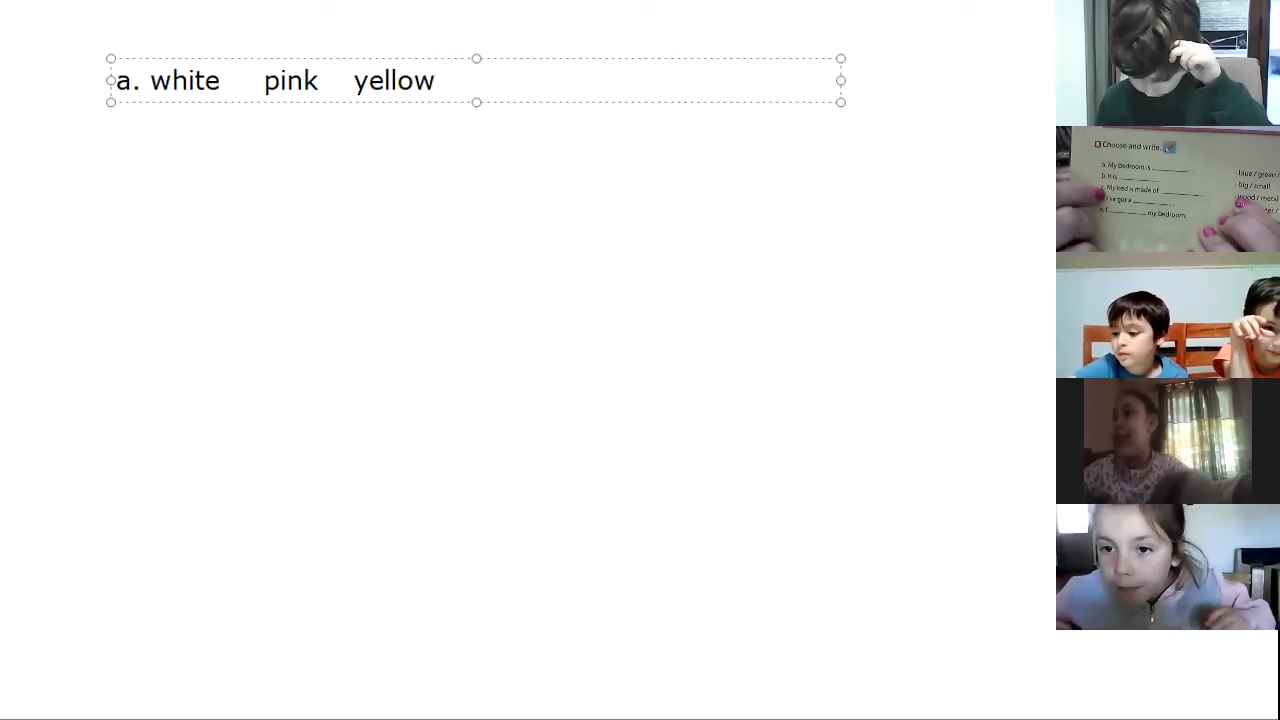 a. white pink yellow
Choose and write.
a. My bedroom is
b. It is
My bed is made of
I've got a
my bedroom.
- blue / green /
- big / small
- wood / metal